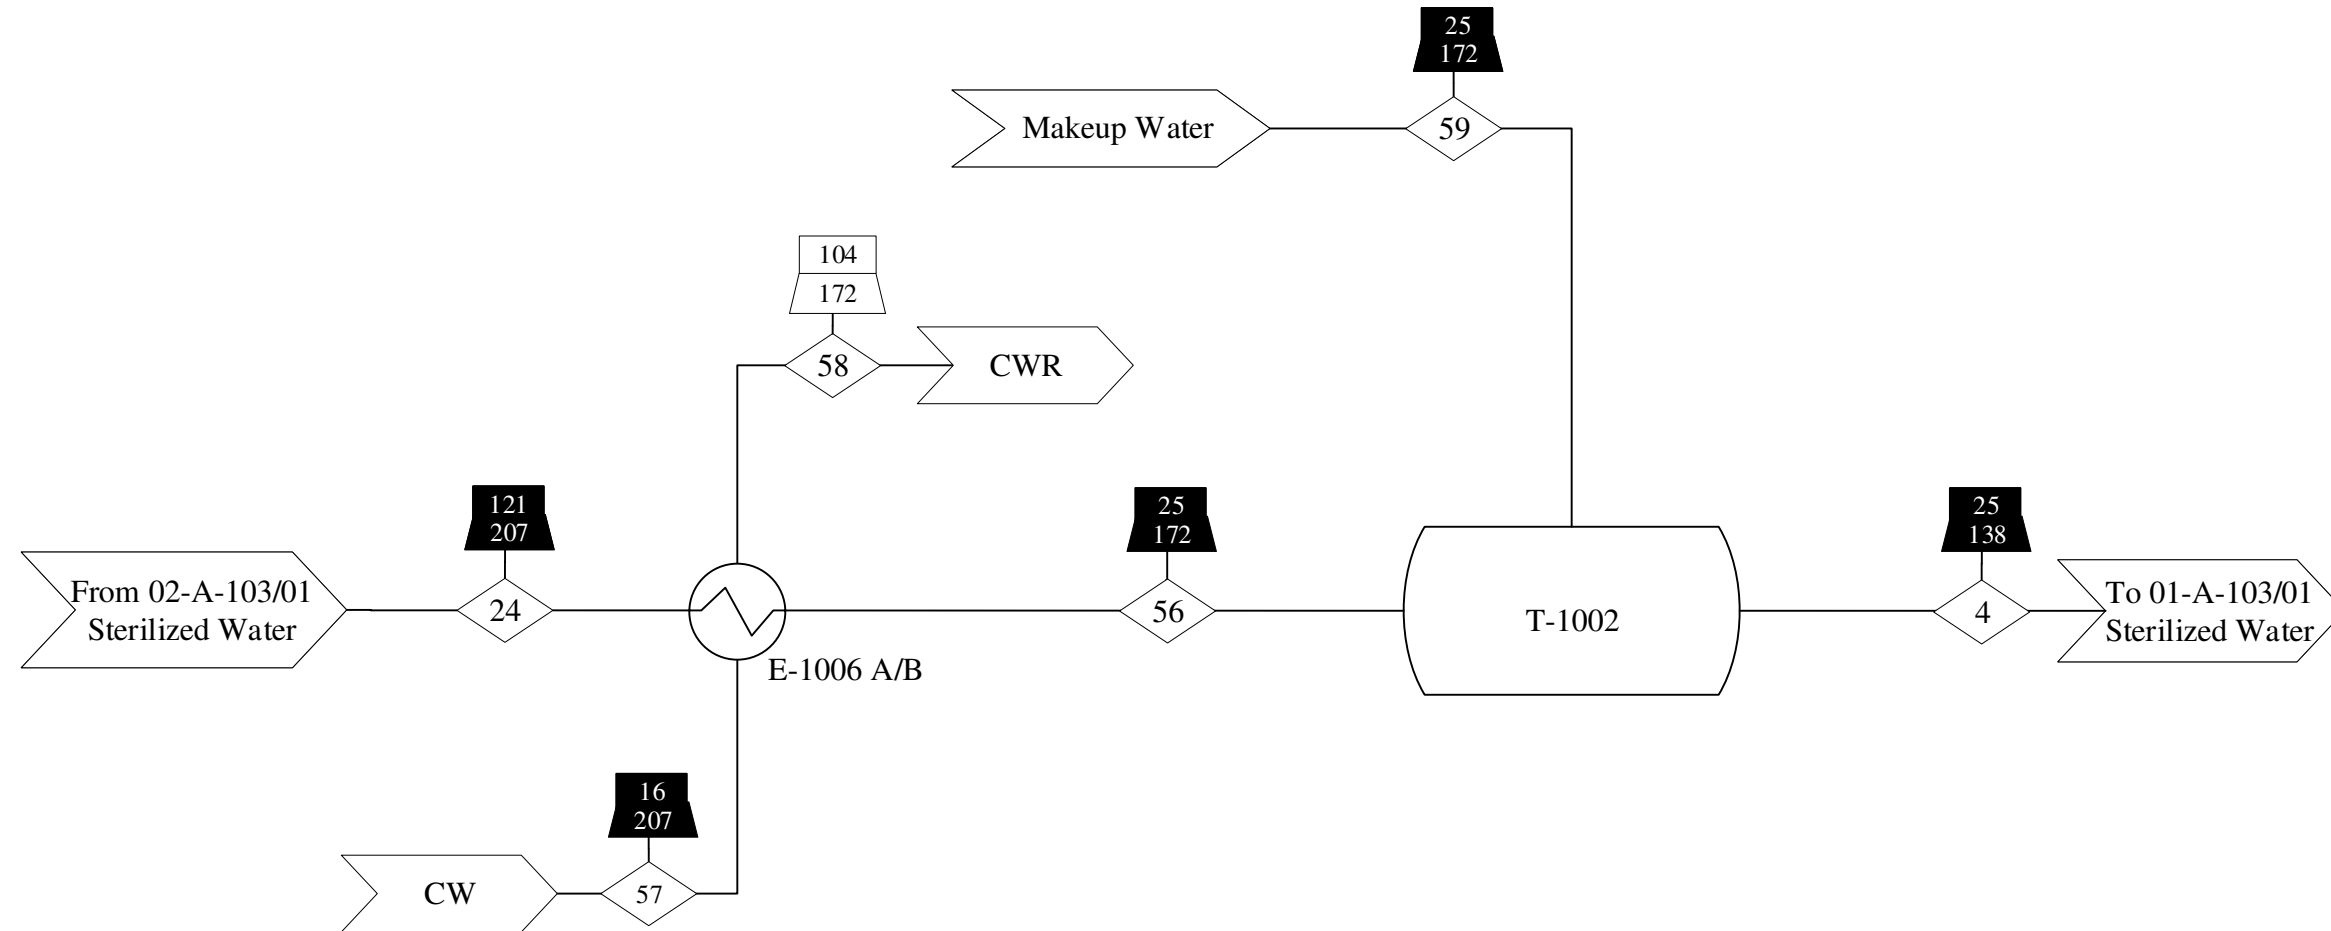 25
172
Makeup Water
59
104
172
58
CWR
121
207
25
172
25
138
From 02-A-103/01
Sterilized Water
24
56
T-1002
4
To 01-A-103/01
Sterilized Water
E-1006 A/B
16
207
CW
57